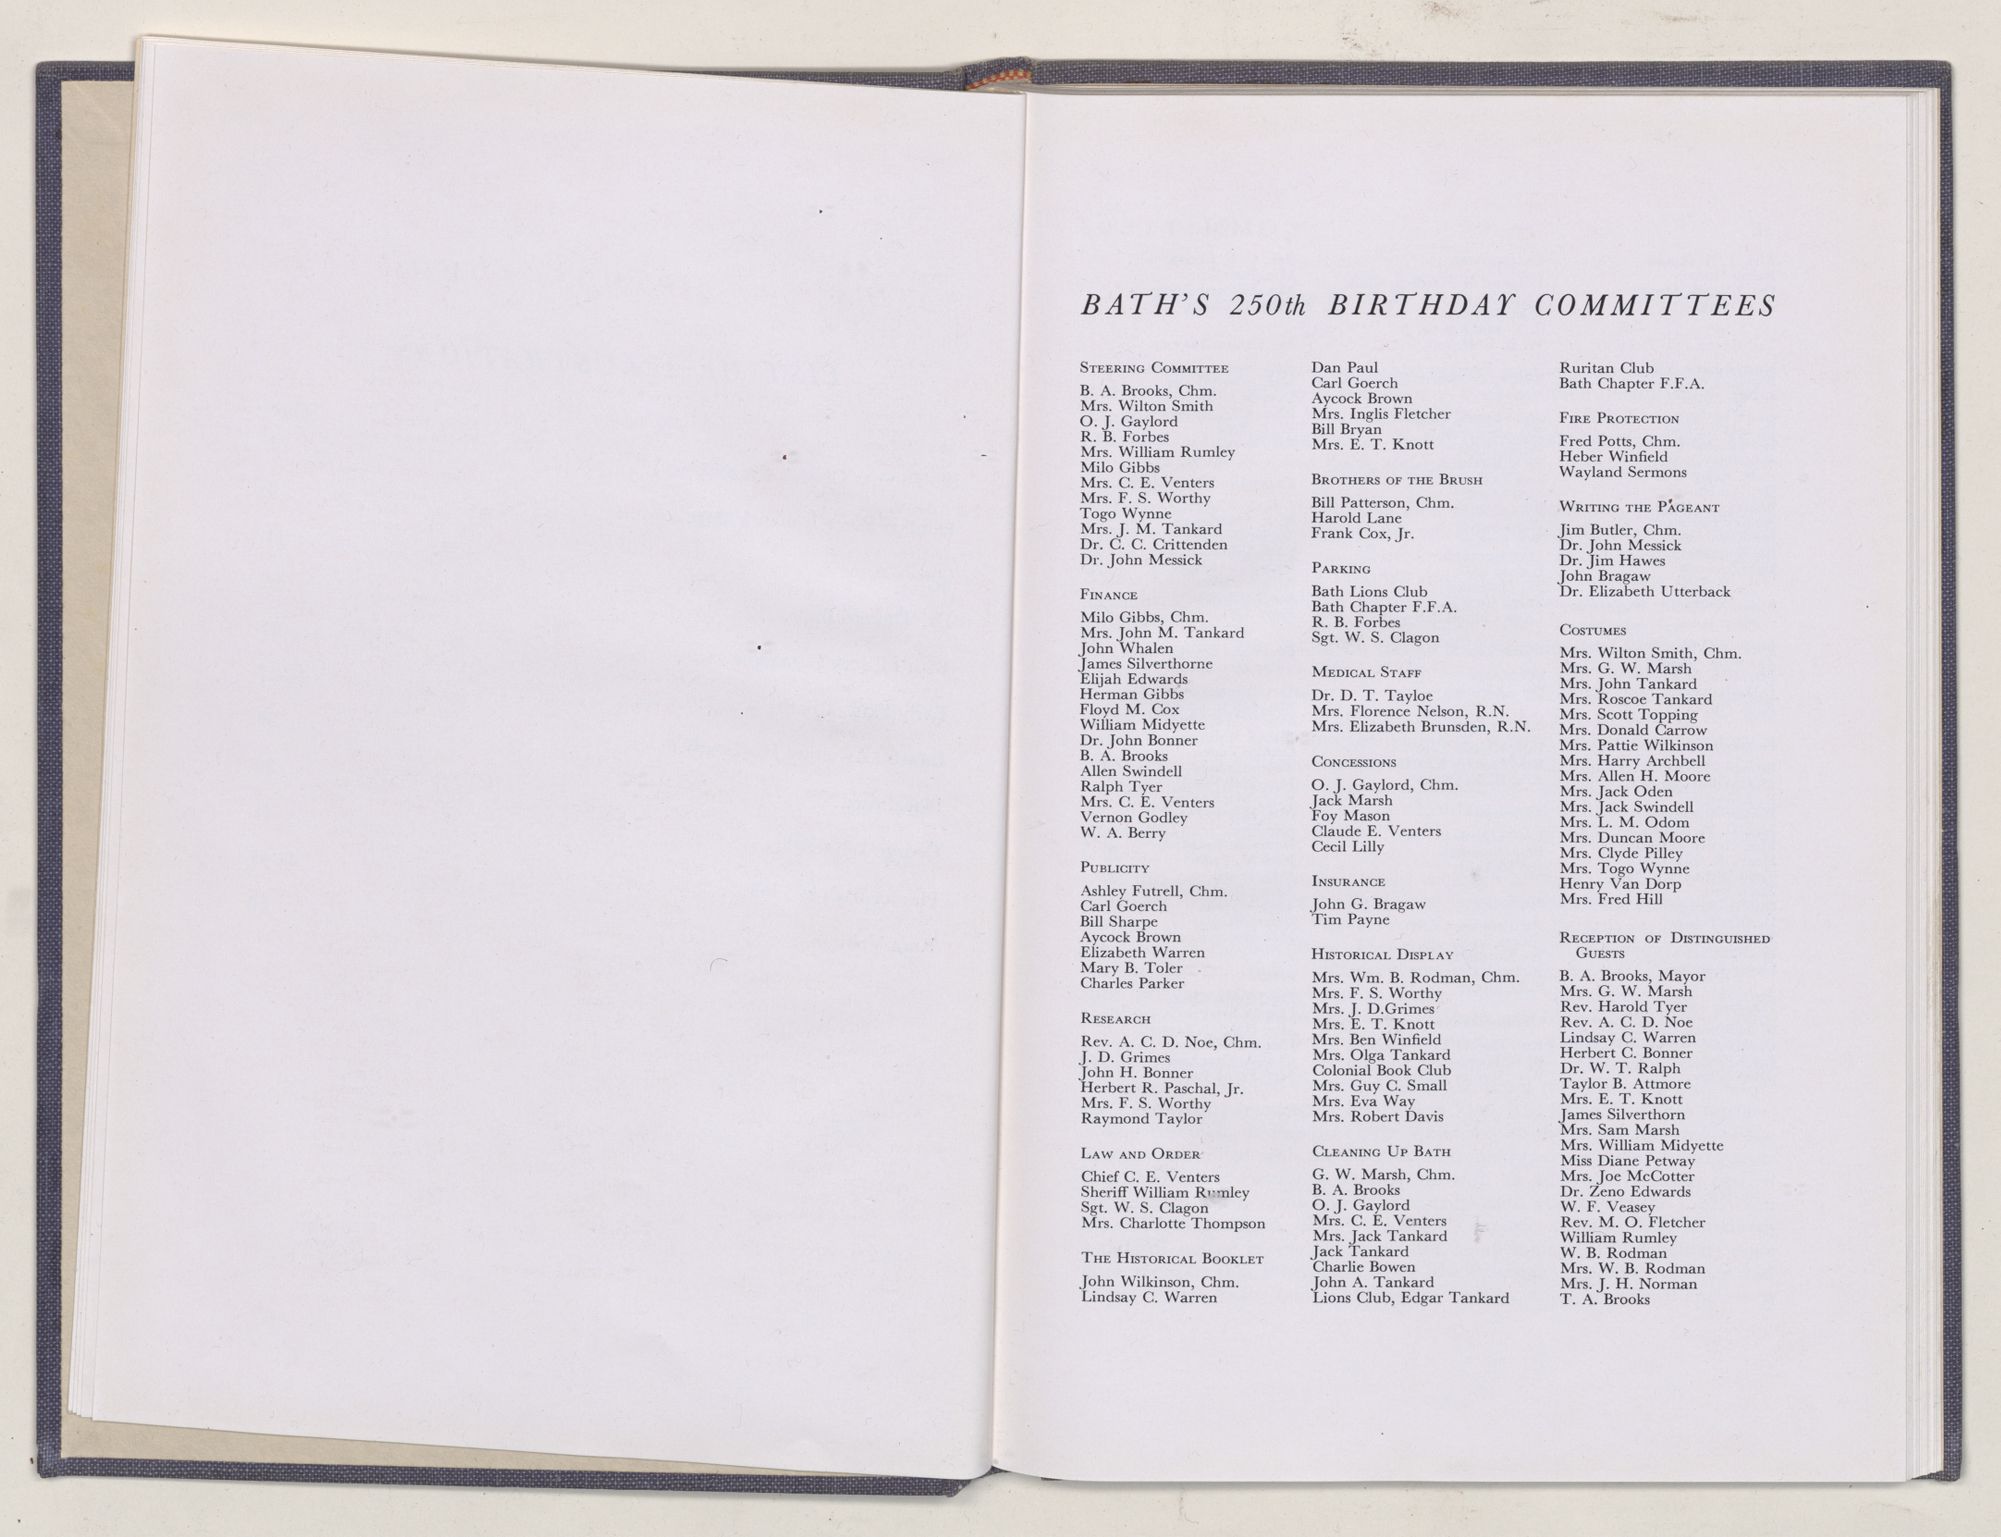 BATH'S 250th BIRTHDAY COMMITTEES
Steering Committee
B. A. Brooks, Chm.
Mrs. Wilton Smith
O. J. Gaylord
R. B. Forbes
Mrs. William Rumley
Milo Gibbs
Mrs. C. E. Venters
Mrs. F. S. Worthy
Togo Wynne
Mrs. J. M. Tankard
Dr. C. C. Crittenden
Dr. John Messick
Finance
Milo Gibbs, Chm.
Mrs. John M. Tankard
John Whalen
James Silverthorne
Elijah Edwards
Herman Gibbs
Floyd M. Cox
William Midyette
Dr. John Bonner
B. A. Brooks
Allen Swindell
Ralph Tyer
Mrs. C. E. Venters
Vernon Godley
W. A. Berry
Publicity
Ashley Futrell, Chm.
Carl Goerch
Bill Sharpe
Aycock Brown
Elizabeth Warren
Mary B. Toler
Charles Parker
Research
Rev. A. C. D. Noe, Chm.
J. D. Grimes
John H. Bonner
Herbert R. Paschal, Jr.
Mrs. F. S. Worthy
Raymond Taylor
Law and Order
Chief C. E. Venters
Sheriff William Rumley
Sgt. W. S. Clagon
Mrs. Charlotte Thompson
The Historical Booklet
John Wilkinson, Chm.
Lindsay C. Warren
Dan Paul
Carl Goerch
Aycock Brown
Mrs. Inglis Fletcher
Bill Bryan
Mrs. E. T. Knott
Brothers of the Brush
Bill Patterson, Chm.
Harold Lane
Frank Cox, Jr.
Parking
Bath Lions Club
Bath Chapter F.F.A.
R. B. Forbes
Sgt. W. S. Clagon
Medical Staff
Dr. D. T. Tayloe
Mrs. Florence Nelson, R.N.
Mrs. Elizabeth Brunsden, R.N.
Concessions
O. J. Gaylord, Chm.
Jack Marsh
Foy Mason
Claude E. Venters
Cecil Lilly
Insurance
John G. Bragaw
Tim Payne
Historical Display
Mrs. Wm. B. Rodman, Chm.
Mrs. F. S. Worthy
Mrs. J. D.Grimes
Mrs. E. T. Knott
Mrs. Ben Winfield
Mrs. Olga Tankard
Colonial Book Club
Mrs. Guy C. Small
Mrs. Eva Way
Mrs. Robert Davis
Cleaning Up Bath
G. W. Marsh, Chm.
B. A. Brooks
O. J. Gaylord
Mrs. C. E. Venters
Mrs. Jack Tankard
Jack Tankard
Charlie Bowen
John A. Tankard
Lions Club, Edgar Tankard
Ruritan Club
Bath Chapter F.F.A.
Fire Protection
Fred Potts, Chm.
Heber Winfield
Wayland Sermons
Writing the Pageant
Jim Butler, Chm.
Dr. John Messick
Dr. Jim Hawes
John Bragaw
Dr. Elizabeth Utterback
Costumes
Mrs. Wilton Smith, Chm.
Mrs. G. W. Marsh
Mrs. John Tankard
Mrs. Roscoe Tankard
Mrs. Scott Topping
Mrs. Donald Carrow
Mrs. Pattie Wilkinson
Mrs. Harry Archbell
Mrs. Allen H. Moore
Mrs. Jack Oden
Mrs. Jack Swindell
Mrs. L. M. Odom
Mrs. Duncan Moore
Mrs. Clyde Pilley
Mrs. Togo Wynne
Henry Van Dorp
Mrs. Fred Hill
Reception of Distinguished
Guests
B. A. Brooks, Mayor
Mrs. G. W. Marsh
Rev. Harold Tyer
Rev. A. C. D. Noe
Lindsay C. Warren
Herbert C. Bonner
Dr. W. T. Ralph
Taylor B. Attmore
Mrs. E. T. Knott
James Silverthorn
Mrs. Sam Marsh
Mrs. William Midyette
Miss Diane Petway
Mrs. Joe McCotter
Dr. Zeno Edwards
W. F. Veasey
Rev. M. O. Fletcher
William Rumley
W. B. Rodman
Mrs. W. B. Rodman
Mrs. J. H. Norman
T. A. Brooks